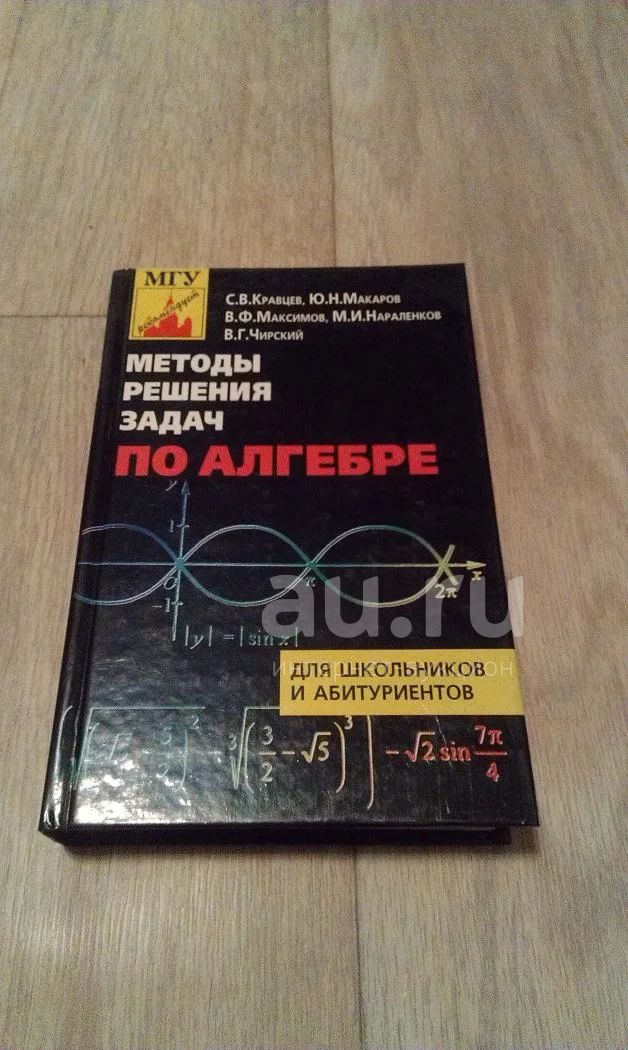 МГУ
рекомендует
С.В.Кравцев, Ю.Н.Макаров
В.Ф.Максимов, М.И.Нараленков
В.Г.Чирский
МЕТОДЫ
РЕШЕНИЯ
ЗАДАЧ
ПО АЛГЕБРЕ
y
1
O
π
2π
x
-1
|y| = |sin x|
au.ru
ДЛЯ ШКОЛЬНИКОВ
И АБИТУРИЕНТОВ
- ∛(3/2 - √5)³ - √2 sin 7π/4